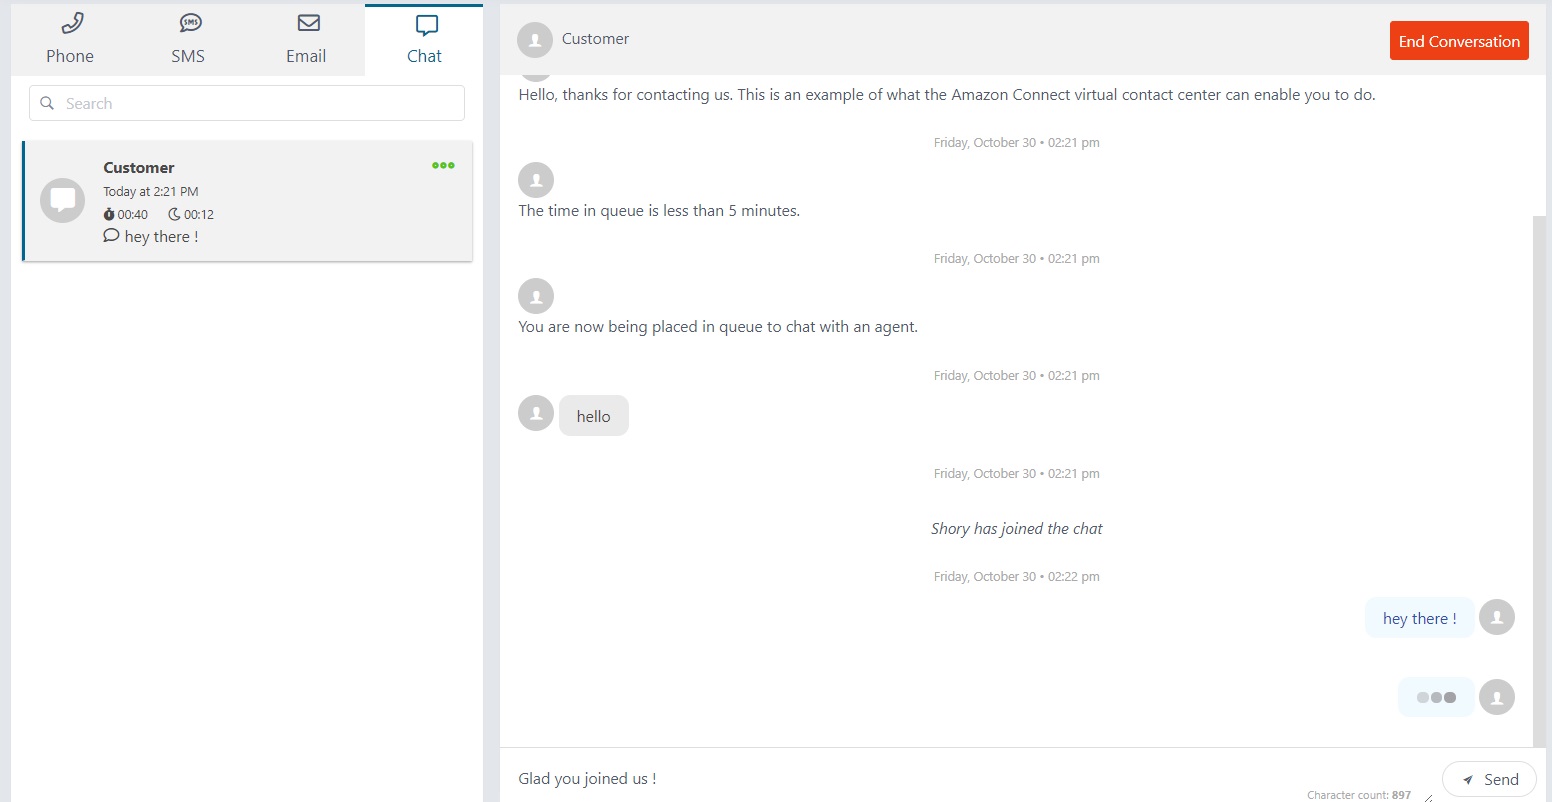 Phone
SMS
SMS
Email
Chat
Search
Customer
Today at 2:21 PM
00:40 00:12
hey there !
Customer
End Conversation
Hello, thanks for contacting us. This is an example of what the Amazon Connect virtual contact center can enable you to do.
Friday, October 30 • 02:21 pm
The time in queue is less than 5 minutes.
Friday, October 30 • 02:21 pm
You are now being placed in queue to chat with an agent.
Friday, October 30 • 02:21 pm
hello
Friday, October 30 • 02:21 pm
Shory has joined the chat
Friday, October 30 • 02:22 pm
hey there !
Glad you joined us !
Character count: 897
Send